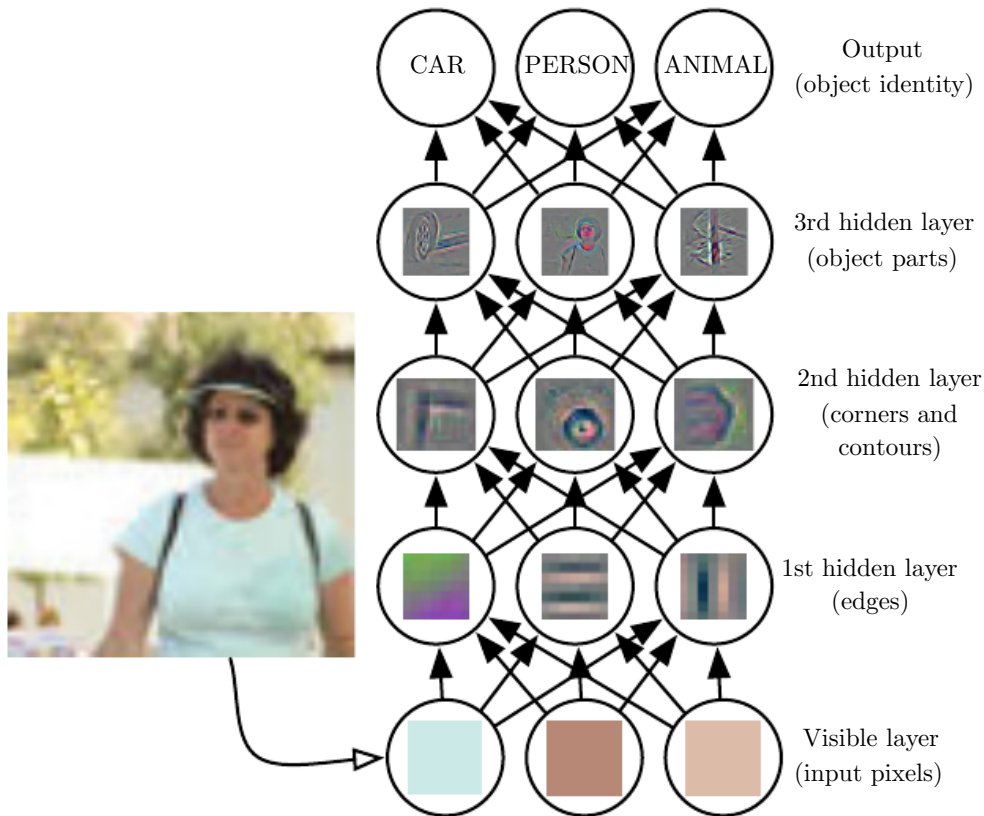 CAR
PERSON
ANIMAL
Output
(object identity)
3rd hidden layer
(object parts)
2nd hidden layer
(corners and
contours)
1st hidden layer
(edges)
Visible layer
(input pixels)